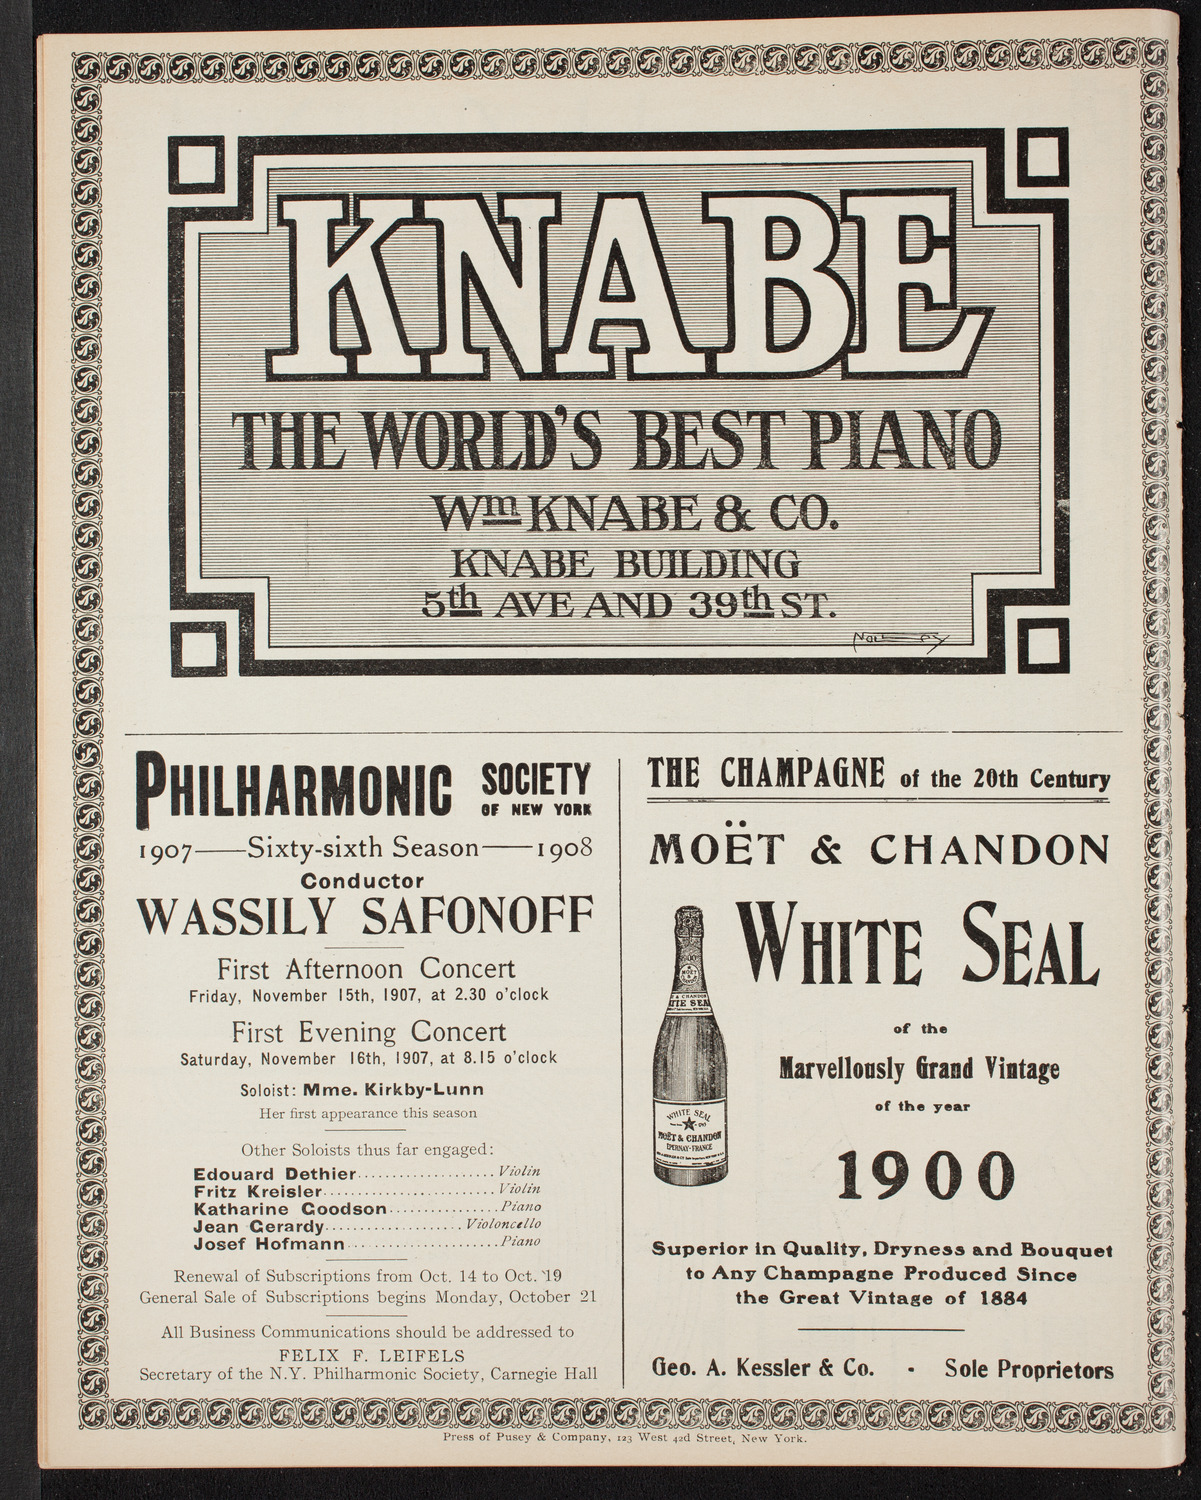 KNABE
THE WORLD'S BEST PIANO
Wm KNABE & CO.
KNABE BUILDING
5th AVE AND 39th ST.
PHILHARMONIC SOCIETY
OF NEW YORK
1907——Sixty-sixth Season——1908
Conductor
WASSILY SAFONOFF
First Afternoon Concert
Friday, November 15th, 1907, at 2.30 o'clock
First Evening Concert
Saturday, November 16th, 1907, at 8.15 o'clock
Soloist: Mme. Kirkby-Lunn
Her first appearance this season
Other Soloists thus far engaged:
Edouard Dethier....................Violin
Fritz Kreisler.........................Violin
Katharine Goodson................Piano
Jean Gerardy....................Violoncello
Josef Hofmann......................Piano
Renewal of Subscriptions from Oct. 14 to Oct. 19
General Sale of Subscriptions begins Monday, October 21
All Business Communications should be addressed to
FELIX F. LEIFELS
Secretary of the N.Y. Philharmonic Society, Carnegie Hall
THE CHAMPAGNE of the 20th Century
MOËT & CHANDON
WHITE SEAL
of the
Marvellously Grand Vintage
of the year
1900
WHITE SEAL
MOËT & CHANDON
EPERNAY-FRANCE
Superior in Quality, Dryness and Bouquet
to Any Champagne Produced Since
the Great Vintage of 1884
Geo. A. Kessler & Co. - Sole Proprietors
Press of Pusey & Company, 123 West 42d Street, New York.